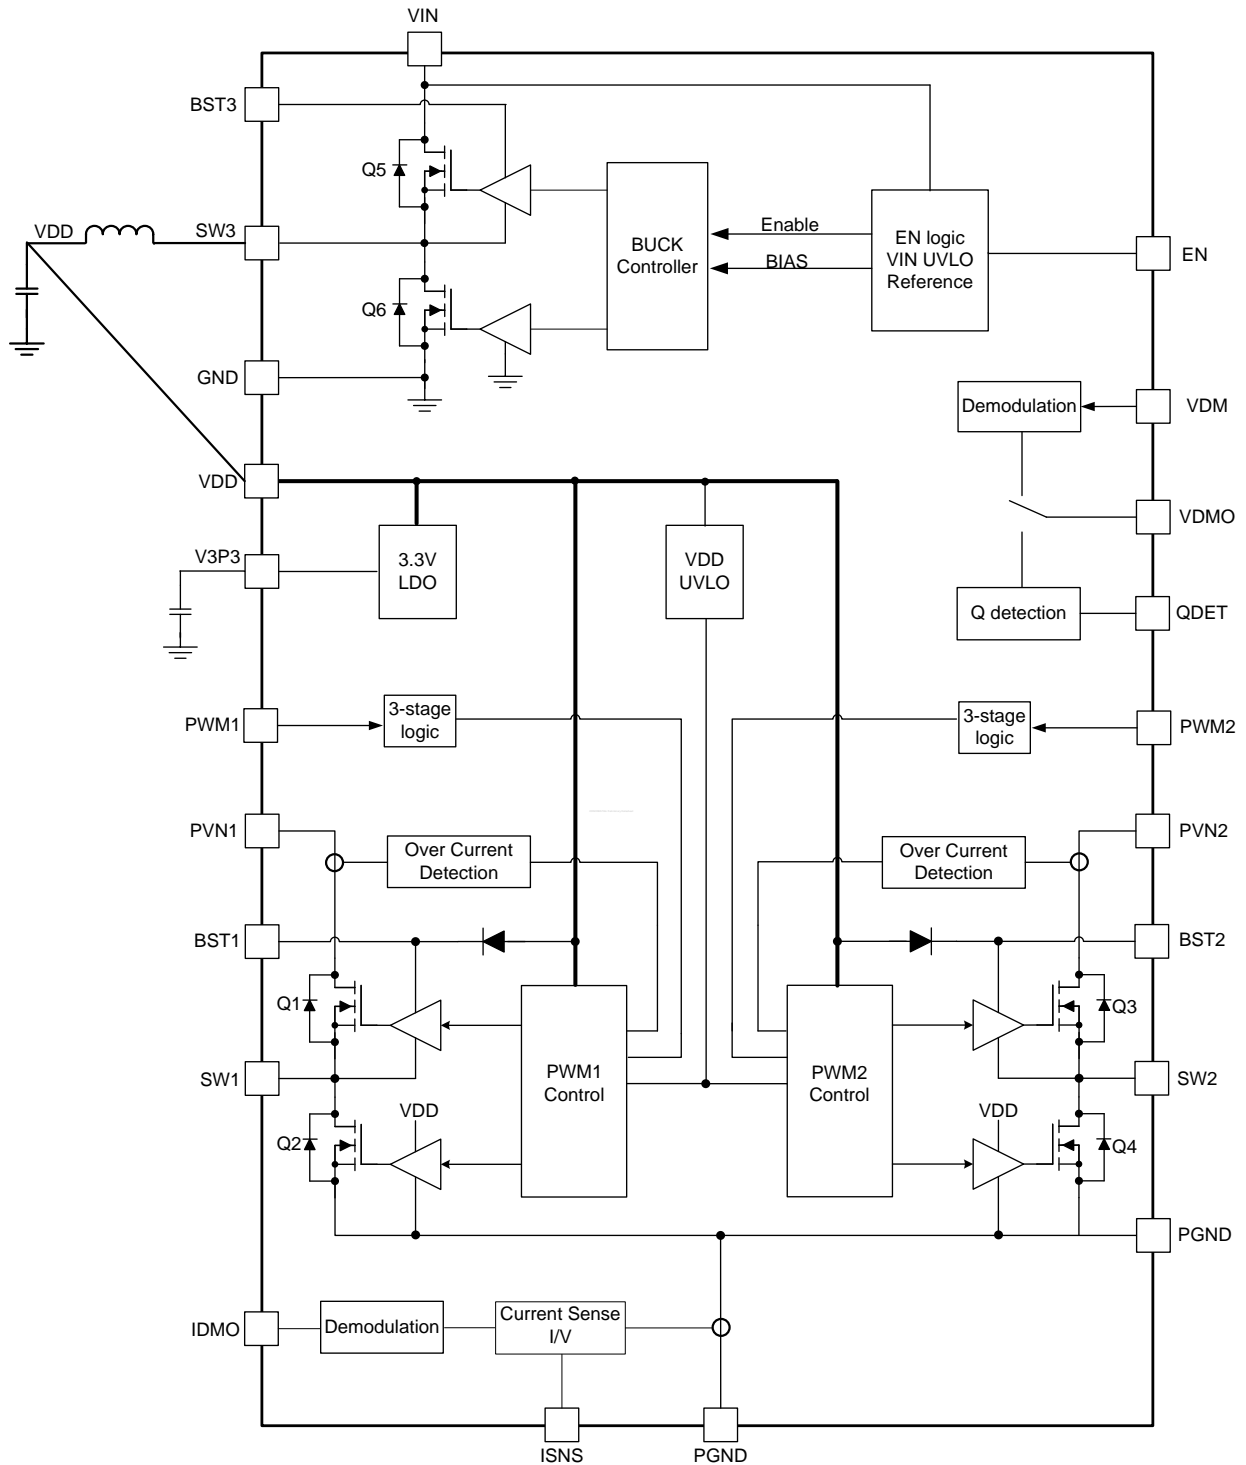 VIN
BST3
Q5
VDD
SW3
BUCK
Controller
Enable
BIAS
EN logic
VIN UVLO
Reference
EN
Q6
GND
Demodulation
VDM
VDD
VDMO
V3P3
3.3V
LDO
VDD
UVLO
Q detection
QDET
PWM1
3-stage
logic
3-stage
logic
PWM2
PVN1
Over Current
Detection
Over Current
Detection
PVN2
BST1
BST2
Q1
Q3
SW1
PWM1
Control
PWM2
Control
SW2
Q2
VDD
VDD
Q4
PGND
IDMO
Demodulation
Current Sense
I/V
ISNS
PGND